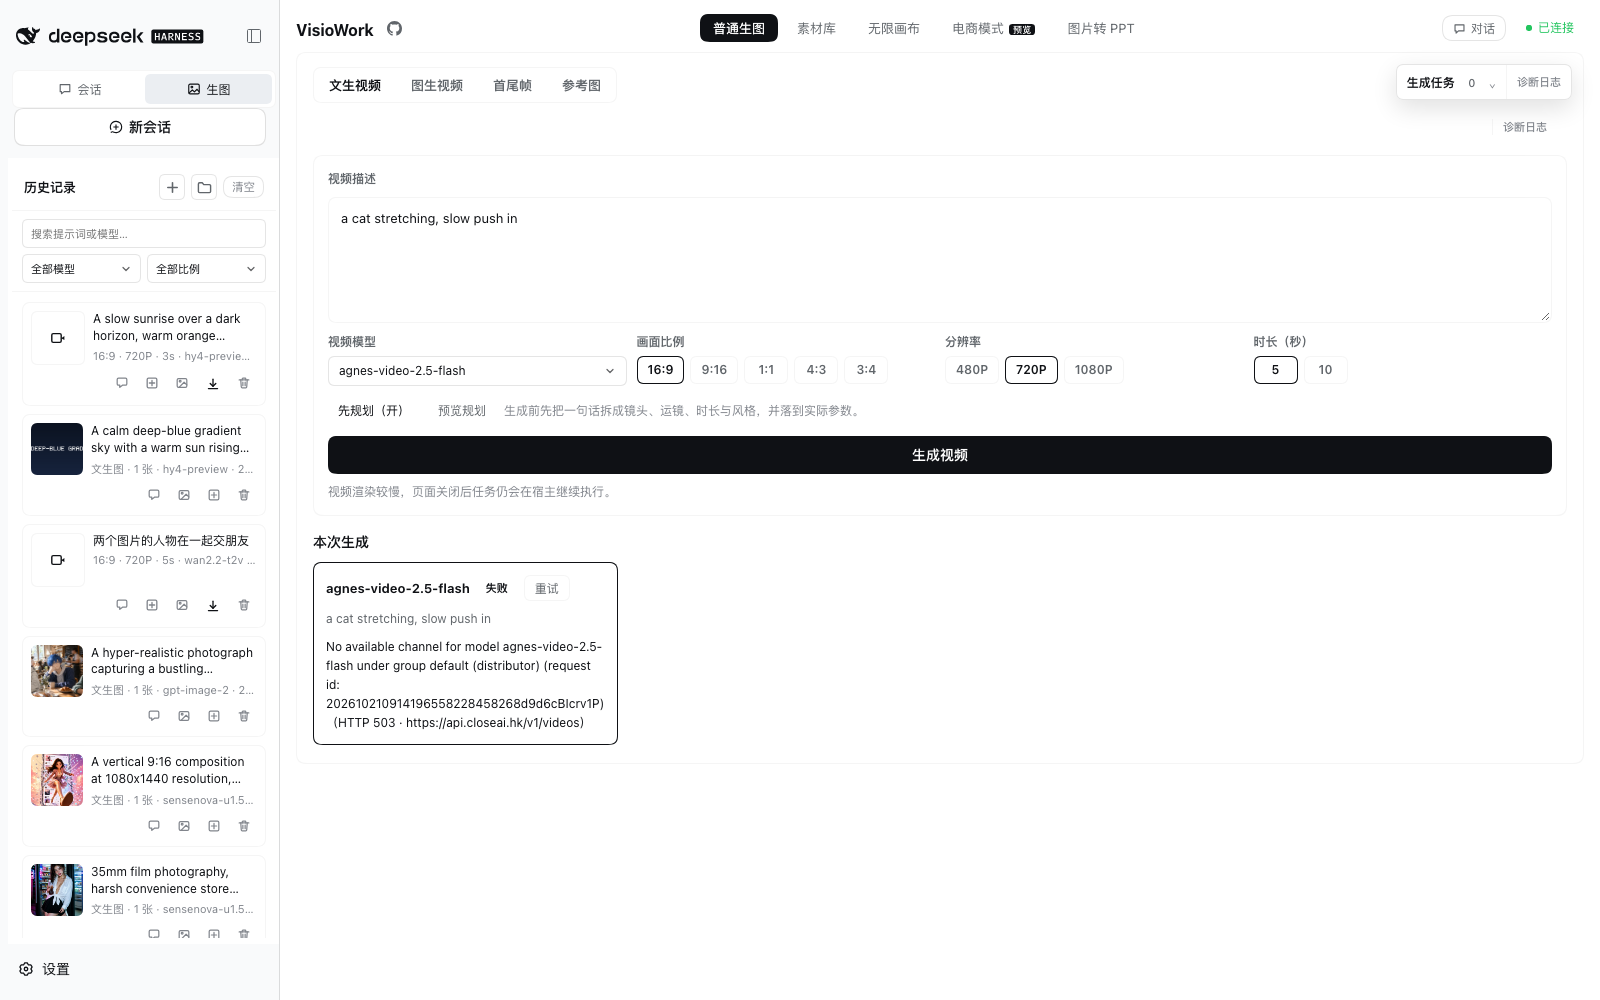 deepseek HARNESS
会话
生图
新会话
历史记录
清空
搜索提示词或模型...
全部模型
全部比例
A slow sunrise over a dark
horizon, warm orange...
16:9 · 720P · 3s · hy4-previe...
A calm deep-blue gradient
sky with a warm sun rising...
文生图 · 1 张 · hy4-preview · 2...
DEEP-BLUE GRAD
两个图片的人物在一起交朋友
16:9 · 720P · 5s · wan2.2-t2v ...
A hyper-realistic photograph
capturing a bustling...
文生图 · 1 张 · gpt-image-2 · 2...
A vertical 9:16 composition
at 1080x1440 resolution,...
文生图 · 1 张 · sensenova-u1.5...
35mm film photography,
harsh convenience store...
文生图 · 1 张 · sensenova-u1.5...
设置
VisioWork
普通生图
素材库
无限画布
电商模式 预览
图片转 PPT
对话
已连接
文生视频
图生视频
首尾帧
参考图
生成任务 0
诊断日志
诊断日志
视频描述
a cat stretching, slow push in
视频模型
agnes-video-2.5-flash
画面比例
16:9 9:16 1:1 4:3 3:4
分辨率
480P 720P 1080P
时长（秒）
5 10
先规划（开） 预览规划 生成前先把一句话拆成镜头、运镜、时长与风格，并落到实际参数。
生成视频
视频渲染较慢，页面关闭后任务仍会在宿主继续执行。
本次生成
agnes-video-2.5-flash 失败 重试
a cat stretching, slow push in
No available channel for model agnes-video-2.5-
flash under group default (distributor) (request
id:
202610210914196558228458268d9d6cBIcrv1P)
（HTTP 503 · https://api.closeai.hk/v1/videos)